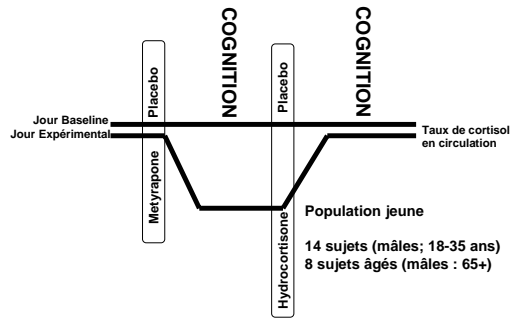 COGNITION
COGNITION
Placebo
Placebo
Jour Baseline
Jour Expérimental
Taux de cortisol
en circulation
Metyrapone
Hydrocortisone
Population jeune
14 sujets (mâles; 18-35 ans)
8 sujets âgés (mâles : 65+)